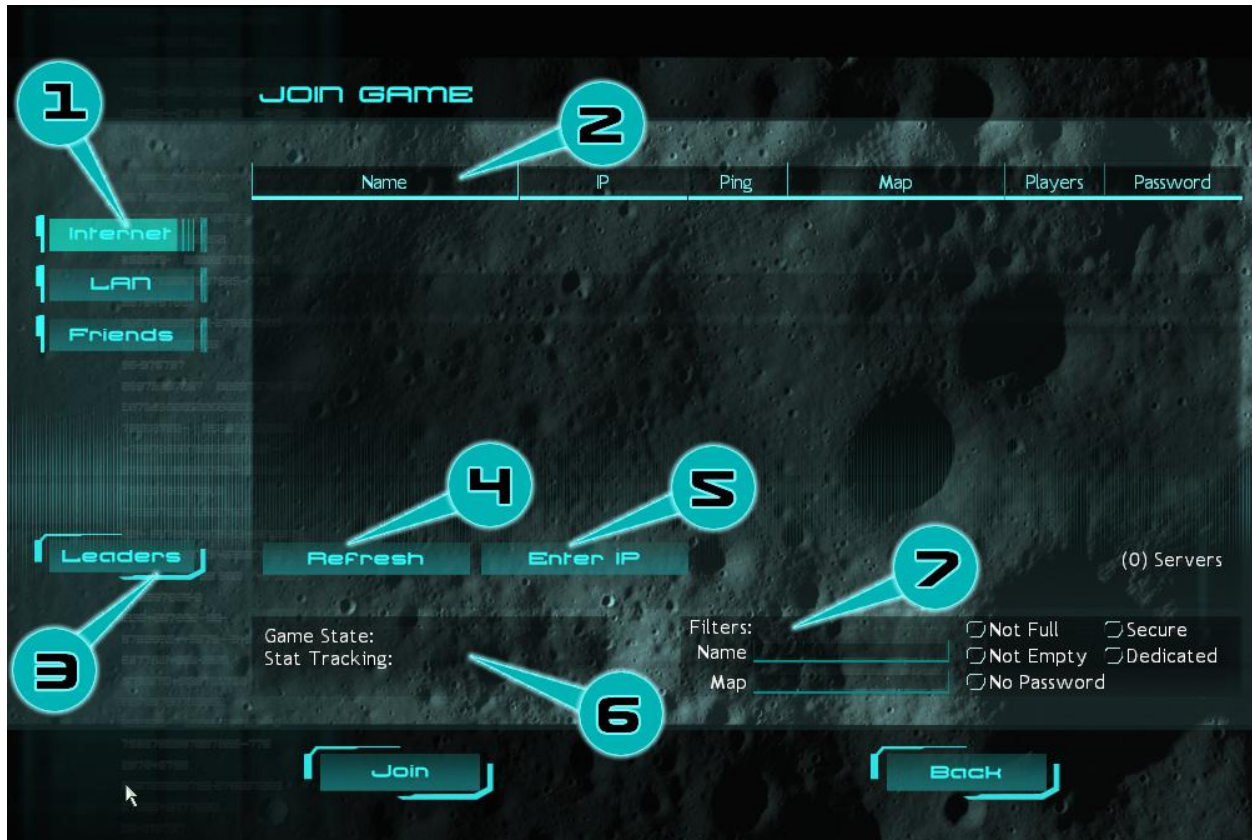 JOIN GAME
1
2
Name IP Ping Map Players Password
Internet
LAN
Friends
4
5
Leaders
Refresh
Enter IP
7
(0) Servers
3
Game State:
Stat Tracking:
6
Filters:
Name
Map
Not Full
Secure
Not Empty
Dedicated
No Password
Join
Back